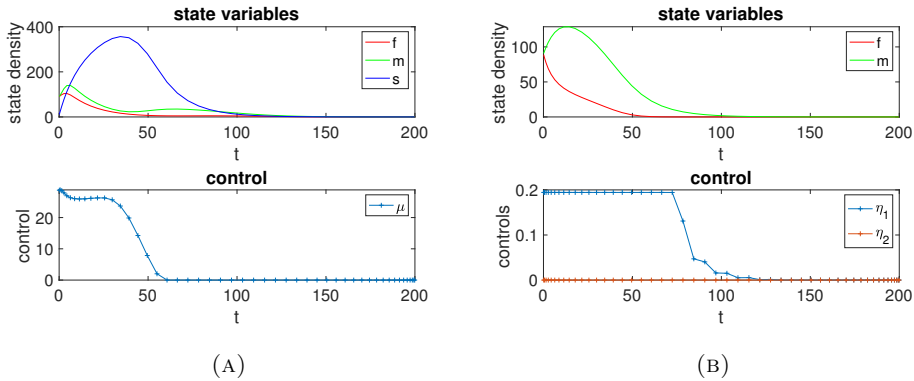 state variables
400
200
0
state density
f
m
s
0 50 100 150 200
t
control
20
10
0
control
μ
0 50 100 150 200
t
(A)
state variables
100
50
0
state density
f
m
0 50 100 150 200
t
control
0.2
0.1
0
controls
η1
η2
0 50 100 150 200
t
(B)